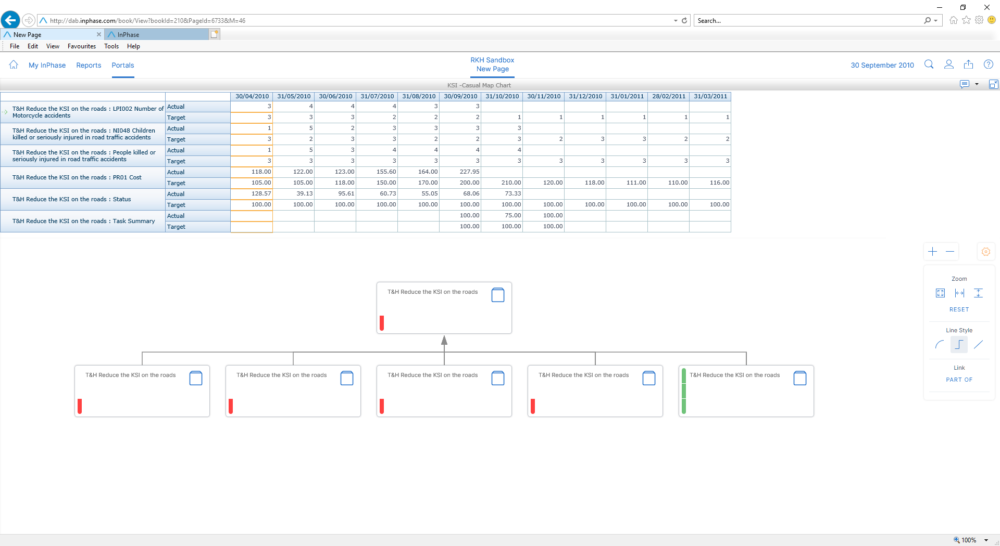 http://dab.inphase.com/book/View?bookId=210&PageId=6733&M=46
Search...
New Page
InPhase
File Edit View Favourites Tools Help
My InPhase Reports Portals
RKH Sandbox
New Page
30 September 2010
KSI -Casual Map Chart
30/04/2010 31/05/2010 30/06/2010 31/07/2010 31/08/2010 30/09/2010 31/10/2010 30/11/2010 31/12/2010 31/01/2011 28/02/2011 31/03/2011
T&H Reduce the KSI on the roads : LPI002 Number of
Motorcycle accidents
Actual 3 4 4 4 3 3
Target 3 3 3 2 2 2 1 1 1 1 1 1
T&H Reduce the KSI on the roads : NI048 Children
killed or seriously injured in road traffic accidents
Actual 1 5 2 3 3 3 3
Target 3 2 3 3 2 2 3 2 3 3 2 2
T&H Reduce the KSI on the roads : People killed or
seriously injured in road traffic accidents
Actual 1 5 3 4 4 4 4
Target 3 3 3 3 3 3 3 3 3 3 3 3
T&H Reduce the KSI on the roads : PR01 Cost
Actual 118.00 122.00 123.00 155.60 164.00 227.95
Target 105.00 105.00 118.00 150.00 170.00 200.00 210.00 120.00 118.00 111.00 110.00 116.00
T&H Reduce the KSI on the roads : Status
Actual 128.57 39.13 95.61 60.73 55.05 68.06 73.33
Target 100.00 100.00 100.00 100.00 100.00 100.00 100.00 100.00 100.00 100.00 100.00 100.00
T&H Reduce the KSI on the roads : Task Summary
Actual 100.00 75.00 100.00
Target 100.00 100.00 100.00
T&H Reduce the KSI on the roads
T&H Reduce the KSI on the roads
T&H Reduce the KSI on the roads
T&H Reduce the KSI on the roads
T&H Reduce the KSI on the roads
T&H Reduce the KSI on the roads
Zoom
RESET
Line Style
Link
PART OF
100%